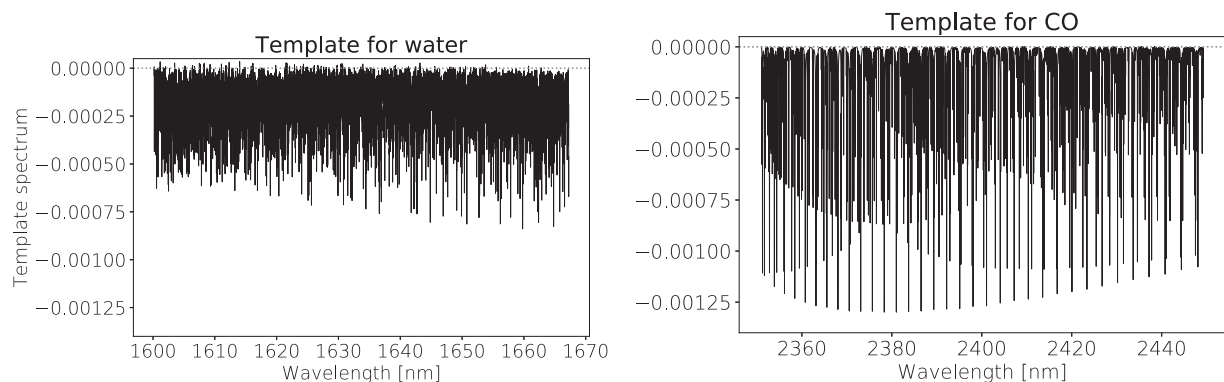 Template for water
Template spectrum
0.00000
−0.00025
−0.00050
−0.00075
−0.00100
−0.00125
1600 1610 1620 1630 1640 1650 1660 1670
Wavelength [nm]
Template for CO
0.00000
−0.00025
−0.00050
−0.00075
−0.00100
−0.00125
2360 2380 2400 2420 2440
Wavelength [nm]